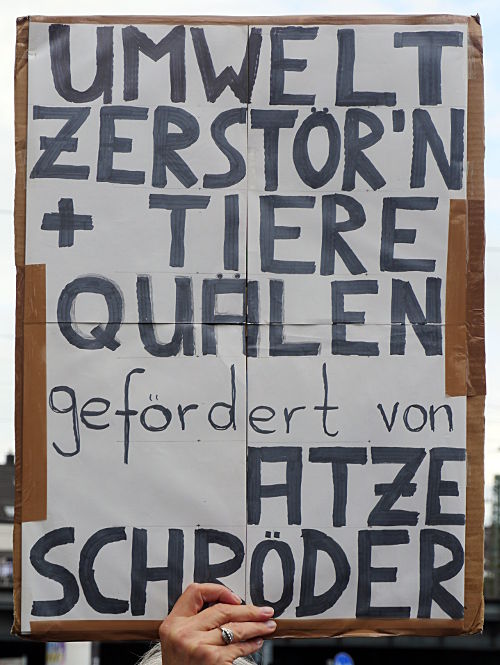 UMWELT
ZERSTÖR'N
+ TIERE
QUÄLEN
gefördert von
ATZE
SCHRÖDER